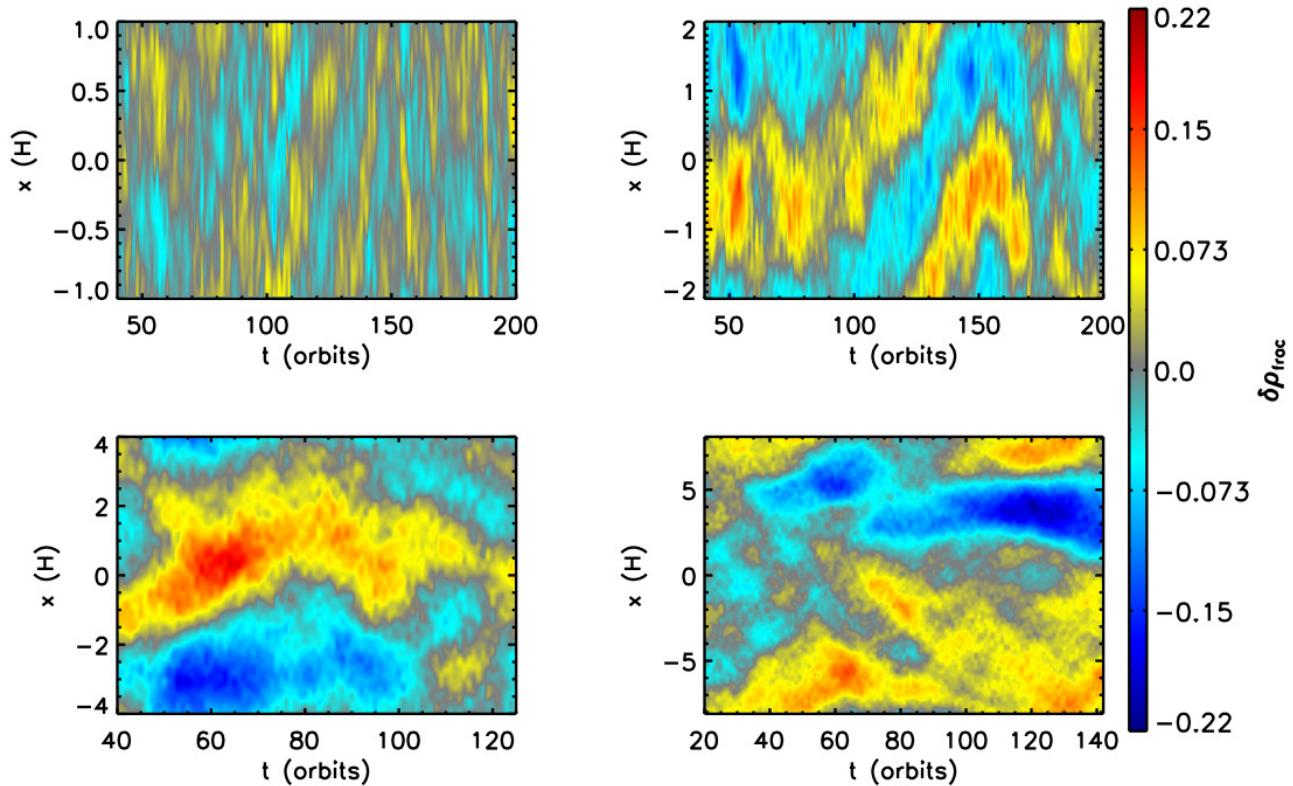 1.0
0.5
0.0
−0.5
−1.0
x (H)
50 100 150 200
t (orbits)
2
1
0
−1
−2
x (H)
50 100 150 200
t (orbits)
4
2
0
−2
−4
x (H)
40 60 80 100 120
t (orbits)
5
0
−5
x (H)
20 40 60 80 100 120 140
t (orbits)
0.22
0.15
0.073
0.0
−0.073
−0.15
−0.22
δρfrac